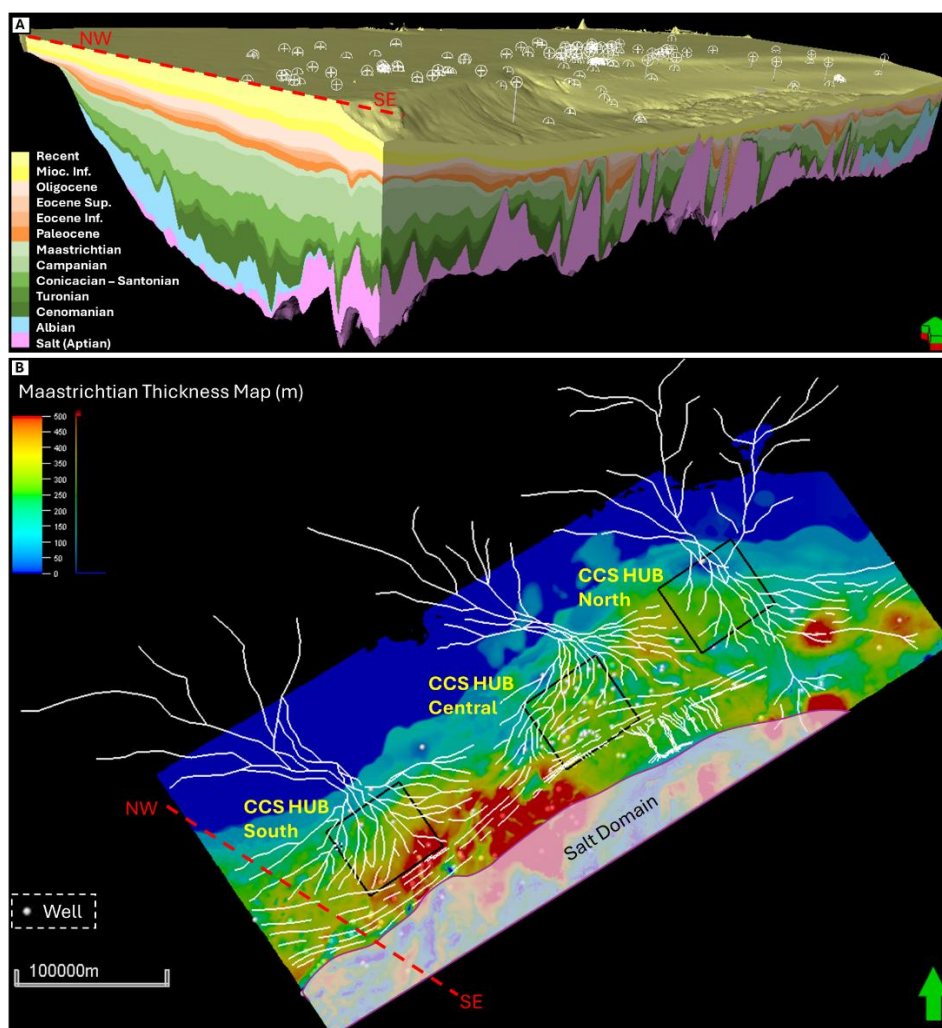 A
NW
SE
Recent
Mioc. Inf.
Oligocene
Eocene Sup.
Eocene Inf.
Paleocene
Maastrichtian
Campanian
Conicacian – Santonian
Turonian
Cenomanian
Albian
Salt (Aptian)
B
Maastrichtian Thickness Map (m)
500
450
400
350
300
250
200
150
100
50
0
CCS HUB
North
CCS HUB
Central
CCS HUB
South
NW
Salt Domain
Well
100000m
SE